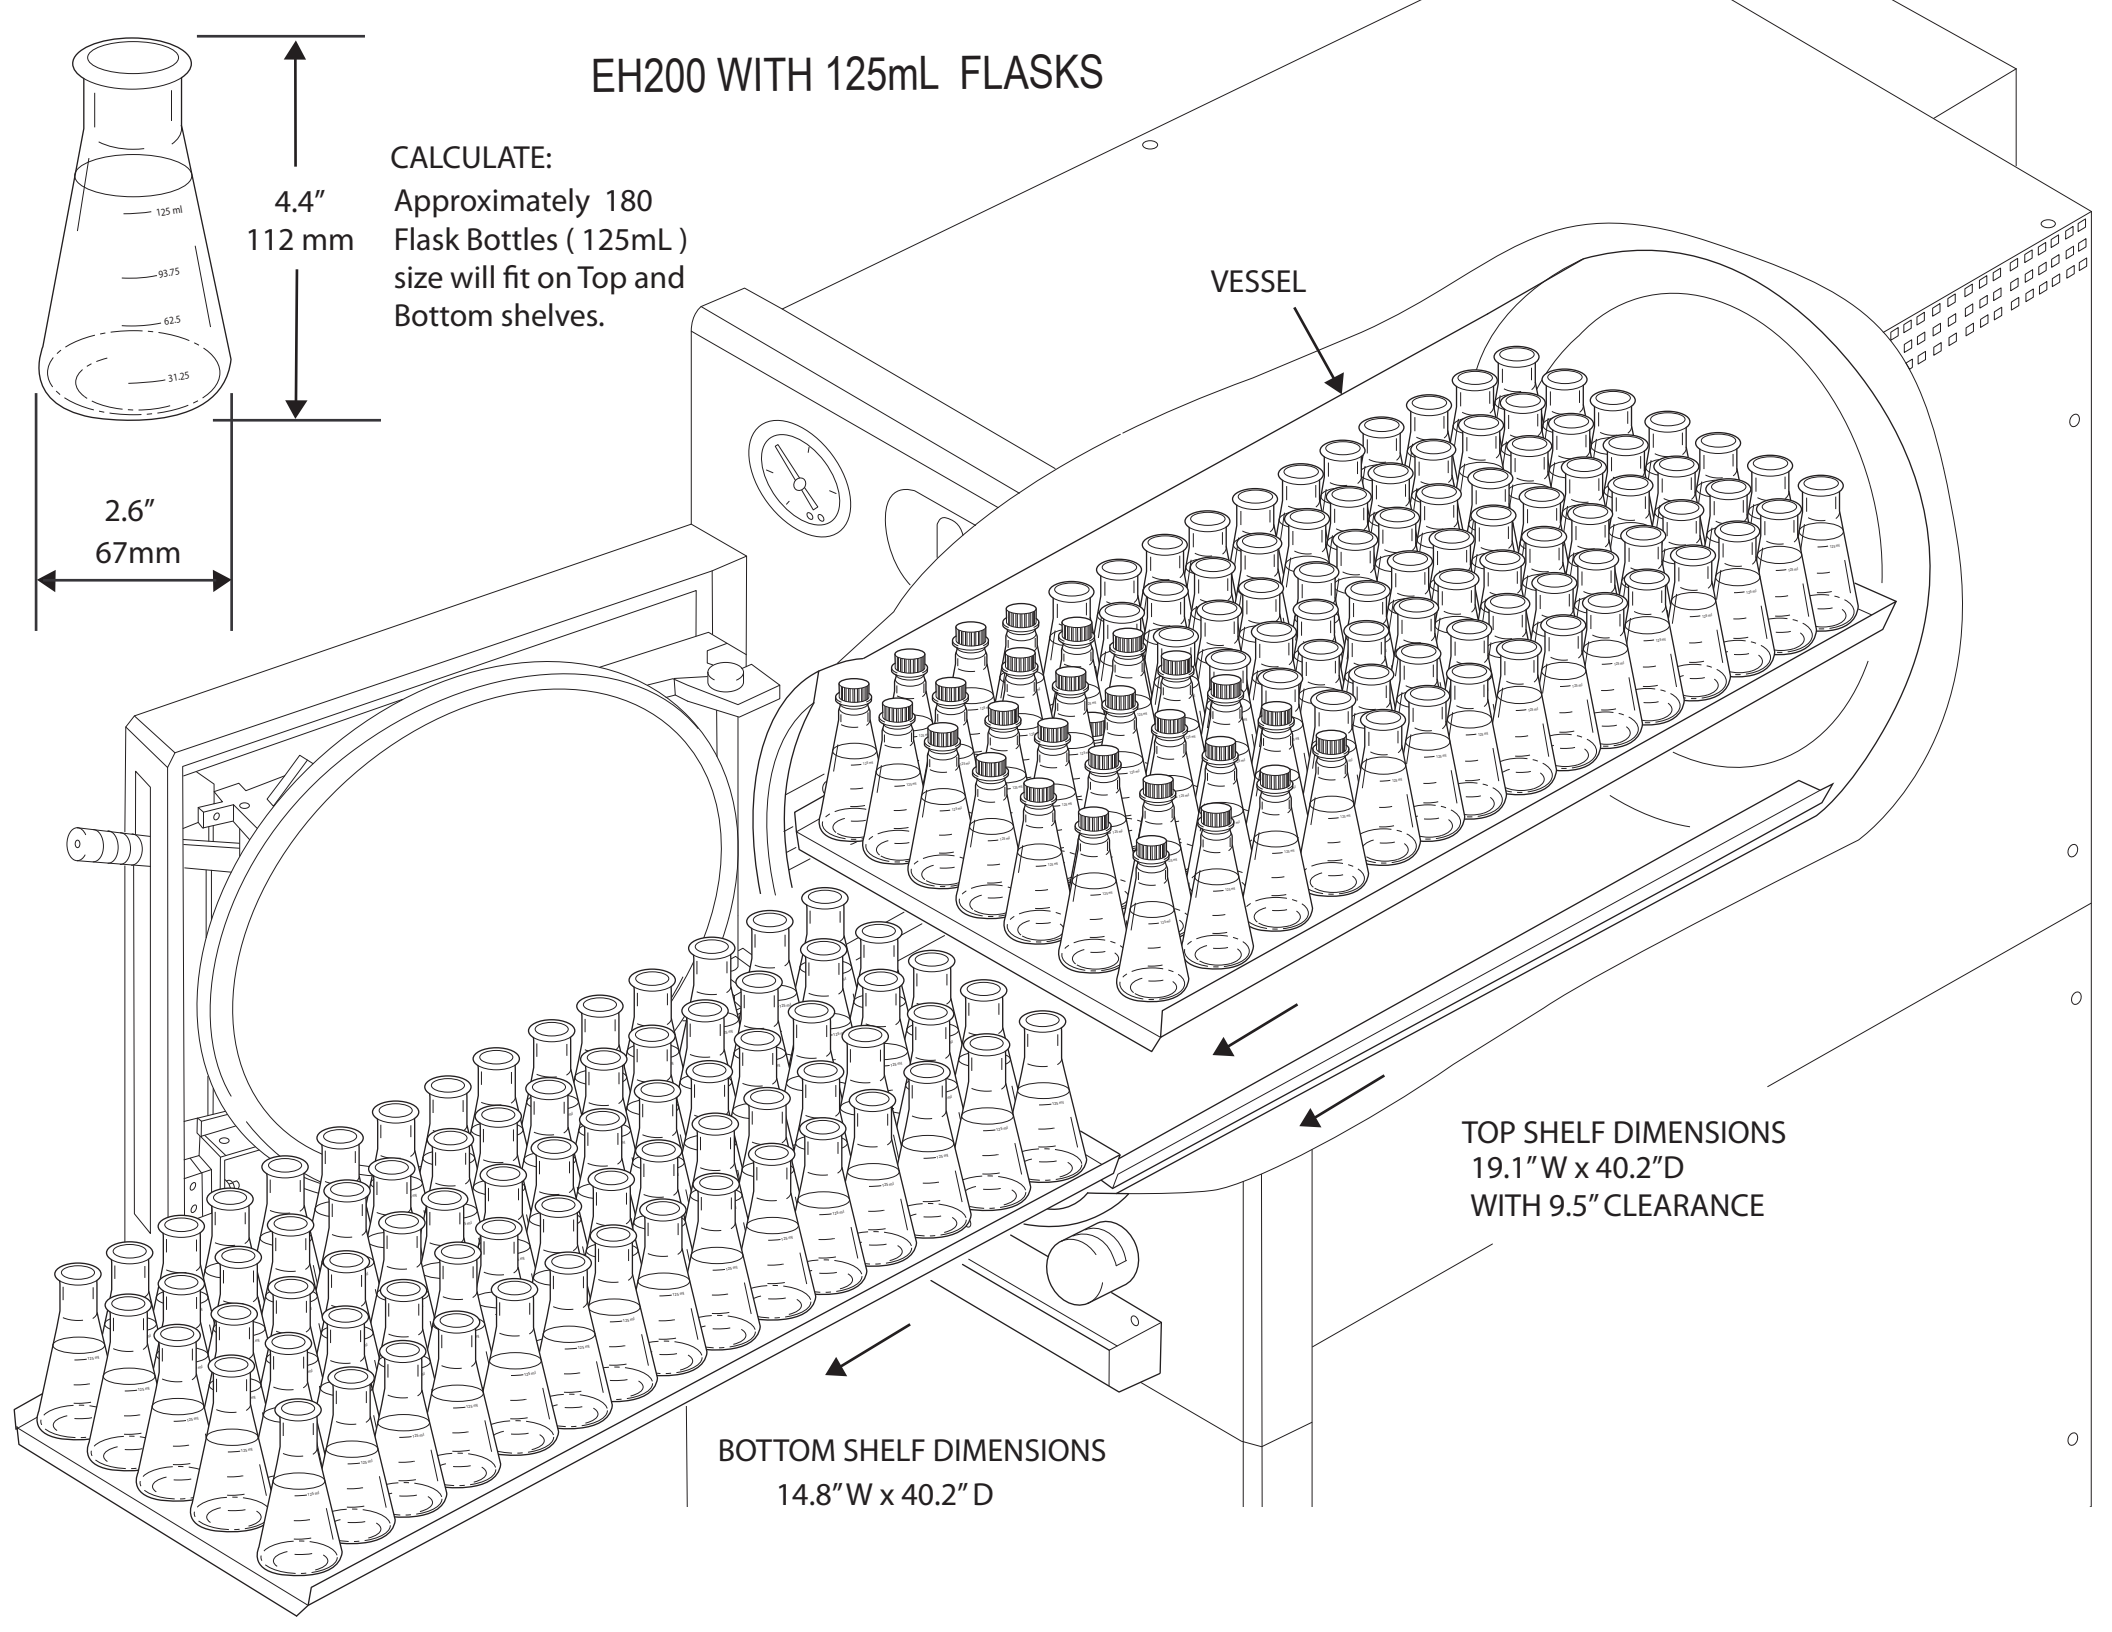 EH200 WITH 125mL FLASKS
CALCULATE:
Approximately 180
Flask Bottles ( 125mL )
size will fit on Top and
Bottom shelves.
4.4”
112 mm
125 ml
93.75
62.5
31.25
2.6”
67mm
VESSEL
TOP SHELF DIMENSIONS
19.1” W x 40.2”D
WITH 9.5” CLEARANCE
BOTTOM SHELF DIMENSIONS
14.8” W x 40.2” D